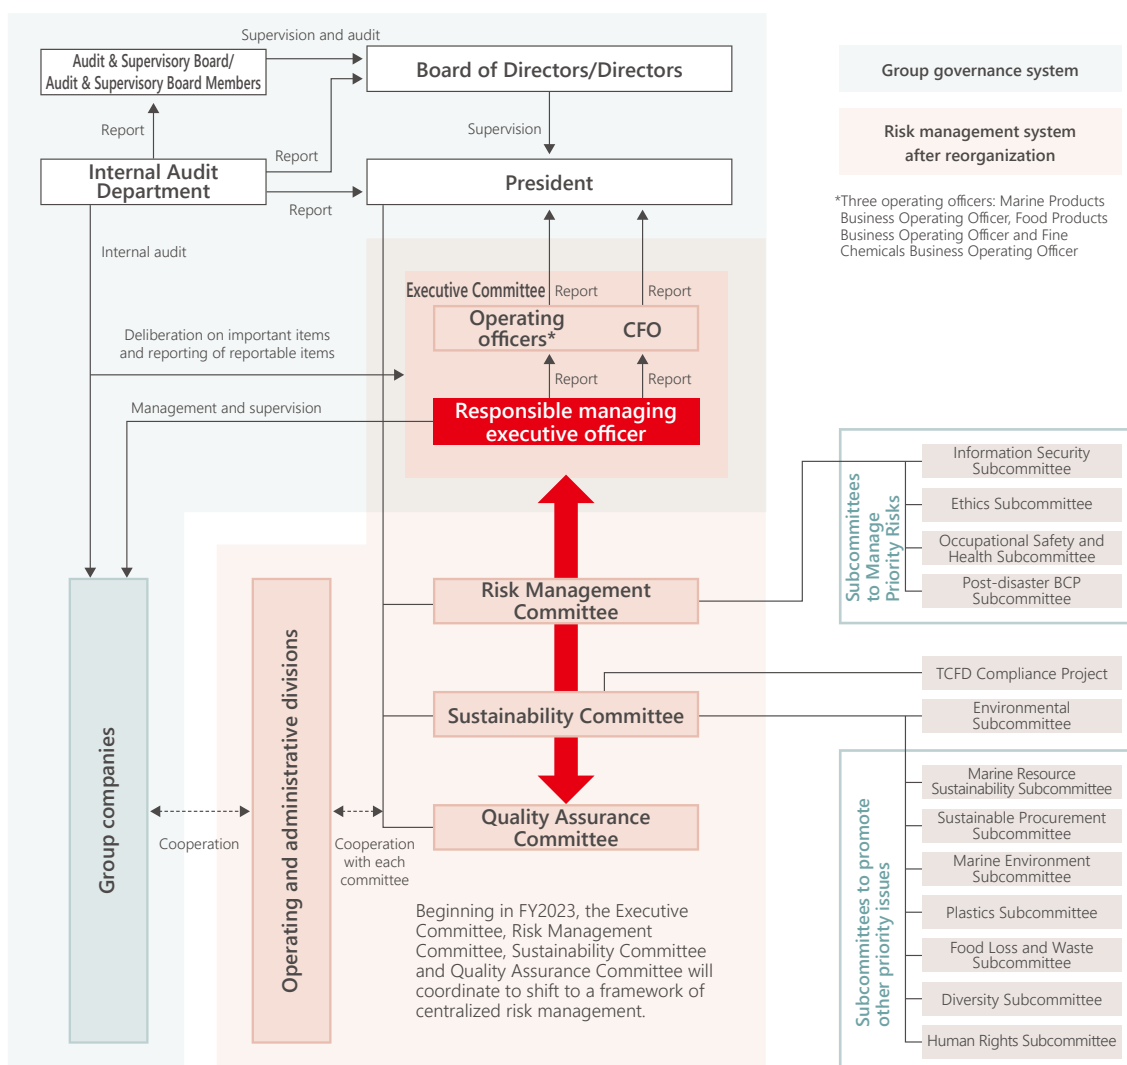 Supervision and audit
Audit & Supervisory Board/
Audit & Supervisory Board Members
Board of Directors/Directors
Group governance system
Report
Supervision
Risk management system
after reorganization
Report
Internal Audit
Department
President
Report
*Three operating officers: Marine Products
Business Operating Officer, Food Products
Business Operating Officer and Fine
Chemicals Business Operating Officer
Internal audit
Executive Committee
Report
Report
Operating
officers*
CFO
Deliberation on important items
and reporting of reportable items
Report
Report
Management and supervision
Responsible managing
executive officer
Subcommittees
to Manage
Priority Risks
Information Security
Subcommittee
Ethics Subcommittee
Occupational Safety and
Health Subcommittee
Post-disaster BCP
Subcommittee
Risk Management
Committee
TCFD Compliance Project
Environmental
Subcommittee
Sustainability Committee
Group companies
Operating and administrative divisions
Subcommittees to promote
other priority issues
Marine Resource
Sustainability Subcommittee
Sustainable Procurement
Subcommittee
Marine Environment
Subcommittee
Plastics Subcommittee
Food Loss and Waste
Subcommittee
Diversity Subcommittee
Human Rights Subcommittee
Quality Assurance
Committee
Cooperation
Cooperation
with each
committee
Beginning in FY2023, the Executive
Committee, Risk Management
Committee, Sustainability Committee
and Quality Assurance Committee will
coordinate to shift to a framework of
centralized risk management.